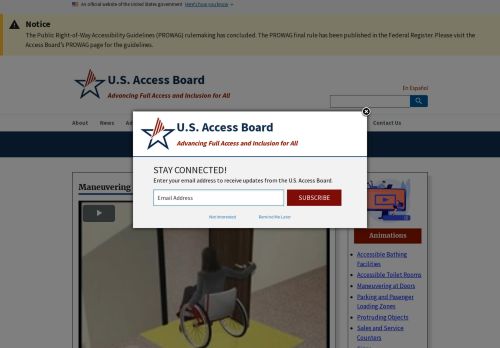 An official website of the United States government Here's how you know
Notice
The Public Right-of-Way Accessibility Guidelines (PROWAG) rulemaking has concluded. The PROWAG final rule has been published in the Federal Register. Please visit the
Access Board's PROWAG page for the guidelines.
U.S. Access Board
Advancing Full Access and Inclusion for All
En Español
About News Ad
Contact Us
U.S. Access Board
Advancing Full Access and Inclusion for All
STAY CONNECTED!
Enter your email address to receive updates from the U.S. Access Board.
Email Address
SUBSCRIBE
Not Interested Remind Me Later
Maneuvering
Animations
Accessible Bathing
Facilities
Accessible Toilet Rooms
Maneuvering at Doors
Parking and Passenger
Loading Zones
Protruding Objects
Sales and Service
Counters